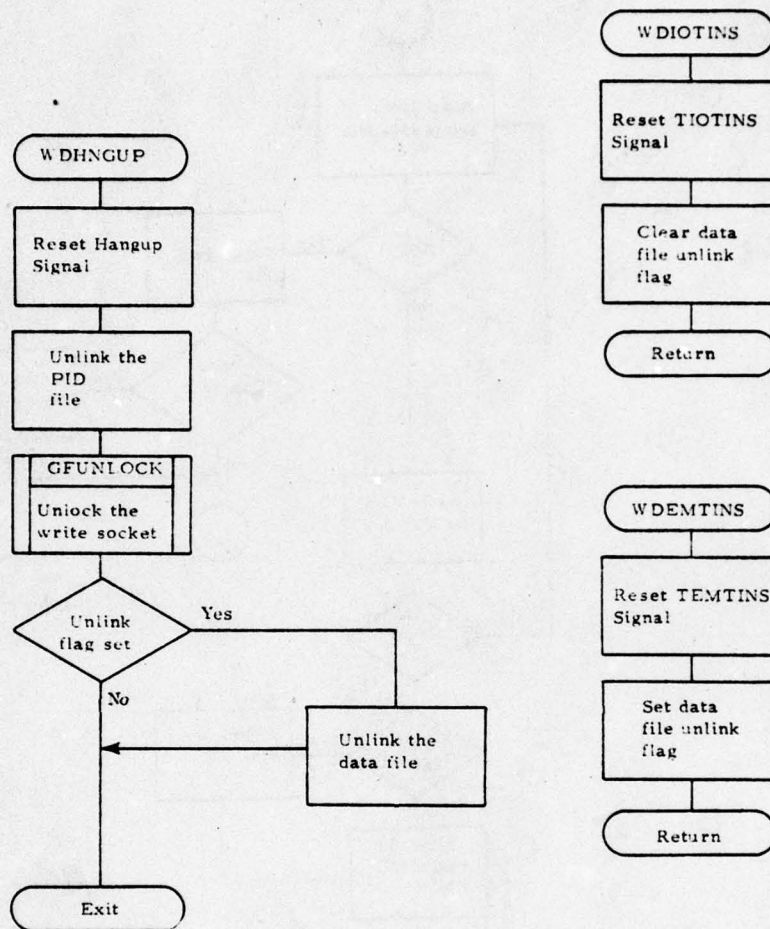 WDHNGUP
Reset Hangup
Signal
Unlink the
PID
file
GFUNLOCK
Unlock the
write socket
Unlink
flag set
Yes
No
Unlink the
data file
Exit
WDIOTINS
Reset TIOTINS
Signal
Clear data
file unlink
flag
Return
WDEMTINS
Reset TEMTINS
Signal
Set data
file unlink
flag
Return